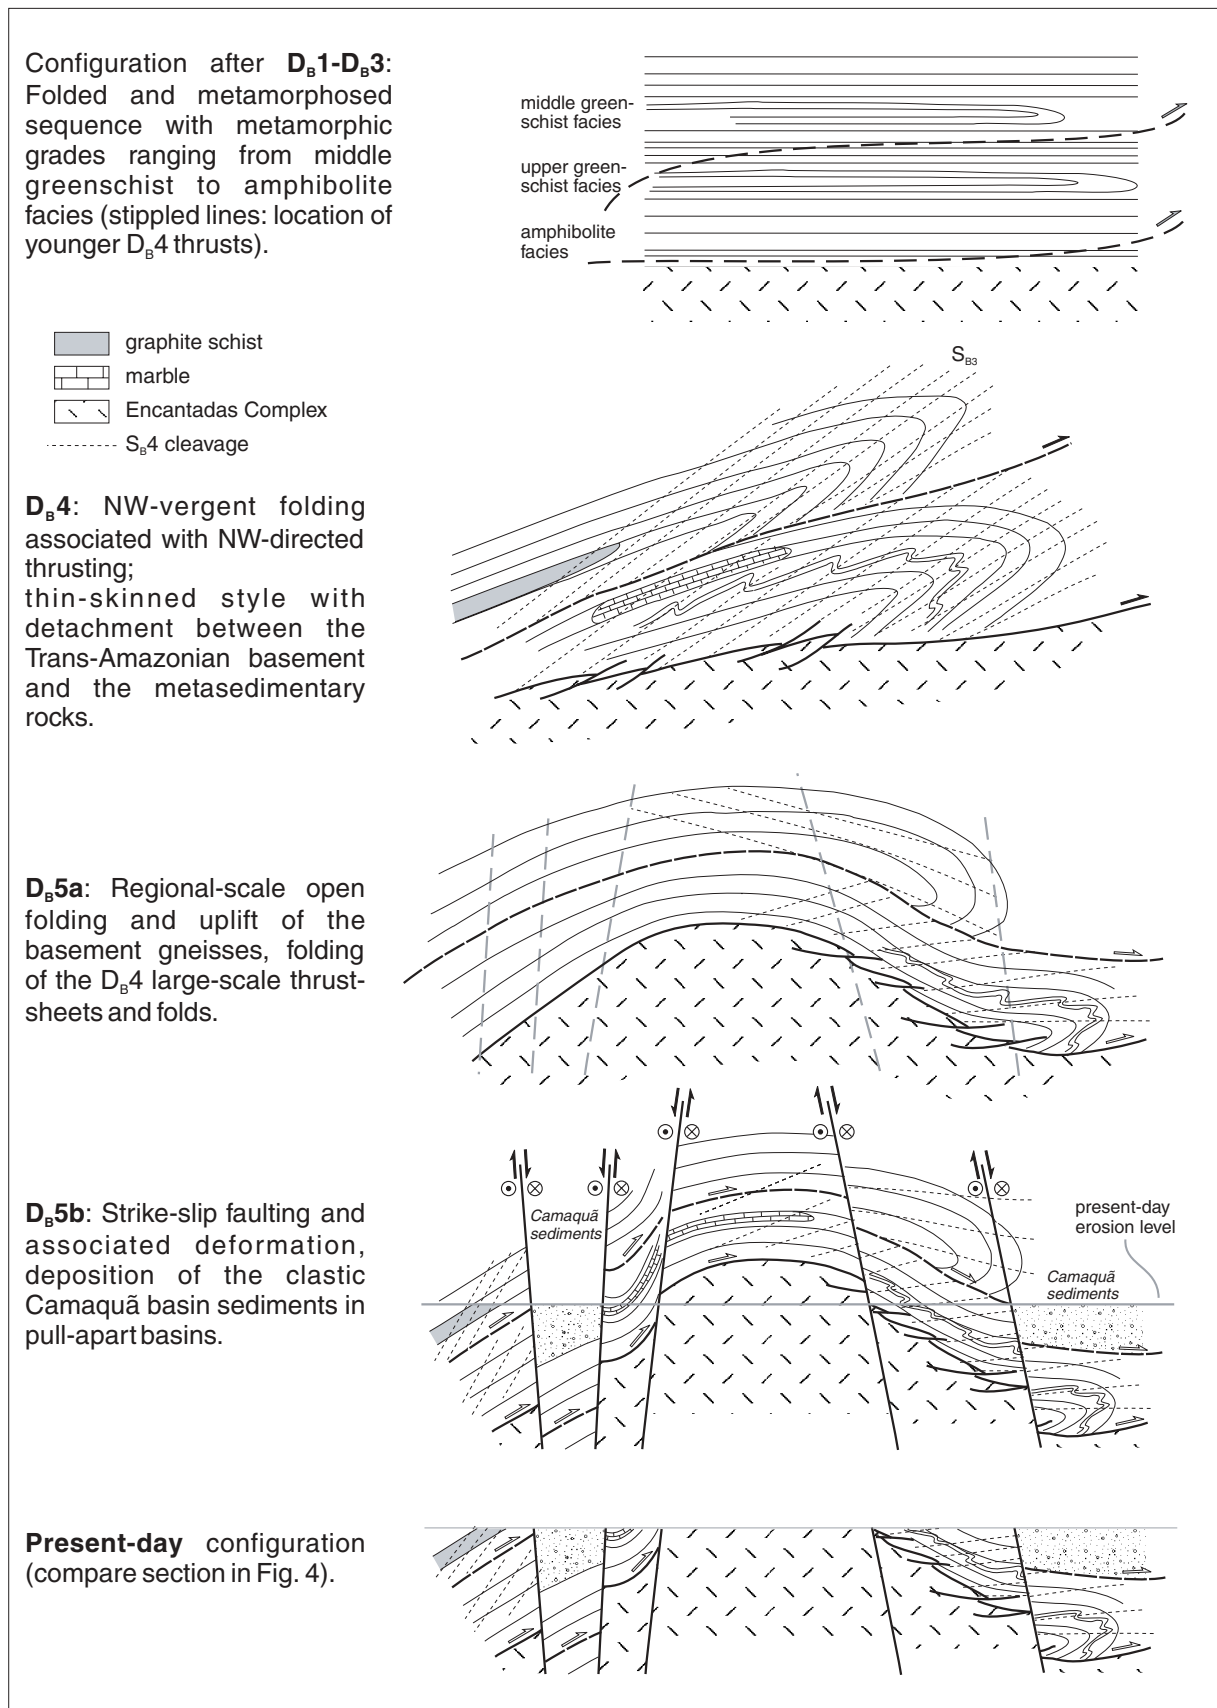 Configuration after DB1-DB3:
Folded and metamorphosed
sequence with metamorphic
grades ranging from middle
greenschist to amphibolite
facies (stippled lines: location of
younger DB4 thrusts).
middle green-
schist facies
upper green-
schist facies
amphibolite
facies
graphite schist
marble
Encantadas Complex
SB4 cleavage
SB3
DB4: NW-vergent folding
associated with NW-directed
thrusting;
thin-skinned style with
detachment between the
Trans-Amazonian basement
and the metasedimentary
rocks.
DB5a: Regional-scale open
folding and uplift of the
basement gneisses, folding
of the DB4 large-scale thrust-
sheets and folds.
DB5b: Strike-slip faulting and
associated deformation,
deposition of the clastic
Camaquã basin sediments in
pull-apart basins.
Camaquã
sediments
present-day
erosion level
Camaquã
sediments
Present-day configuration
(compare section in Fig. 4).